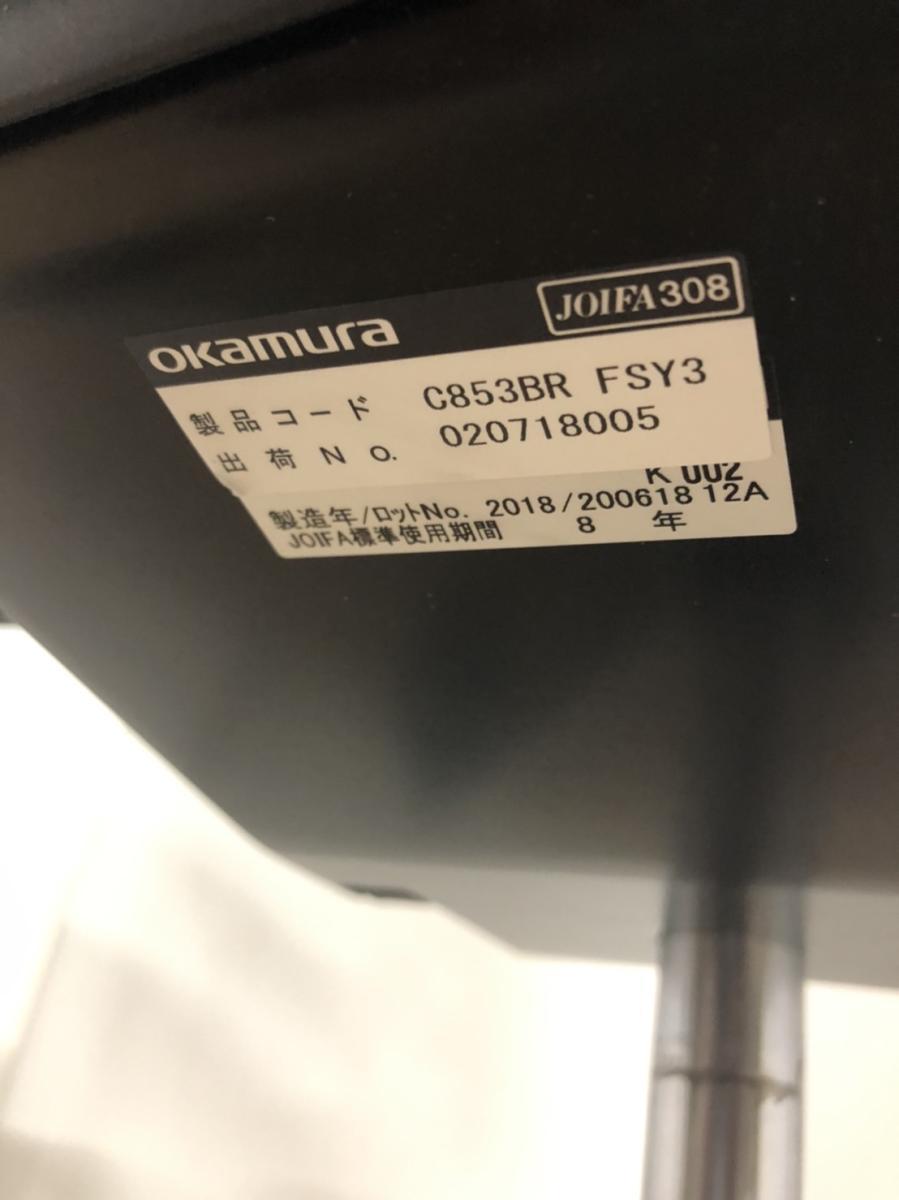 okamura JOIFA308
製品コード C853BR FSY3
出荷No. 020718005
K 002
製造年/ロットNo. 2018/200618 12A
JOIFA標準使用期間 8 年